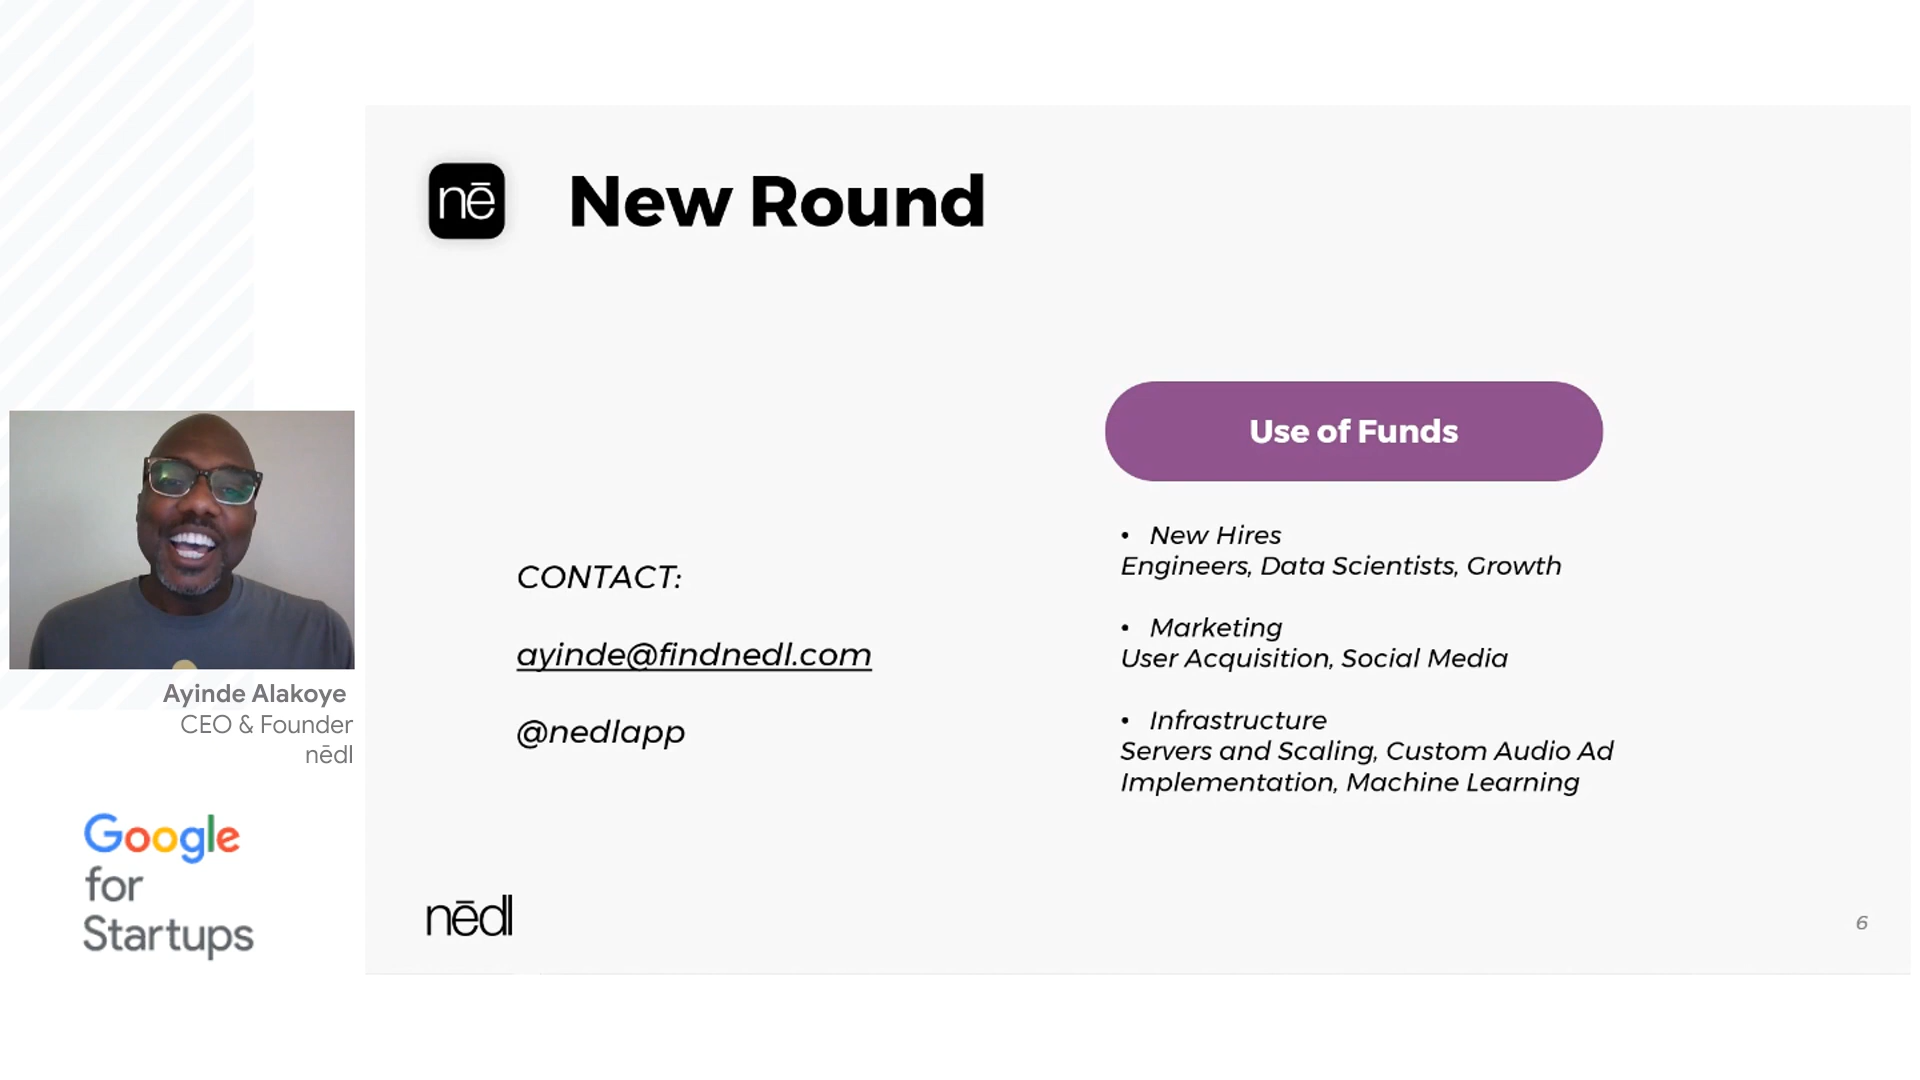 nē
New Round
Use of Funds
• New Hires
Engineers, Data Scientists, Growth
• Marketing
User Acquisition, Social Media
• Infrastructure
Servers and Scaling, Custom Audio Ad
Implementation, Machine Learning
CONTACT:
ayinde@findnedl.com
@nedlapp
nēdl
6
Ayinde Alakoye
CEO & Founder
nēdl
Google
for
Startups